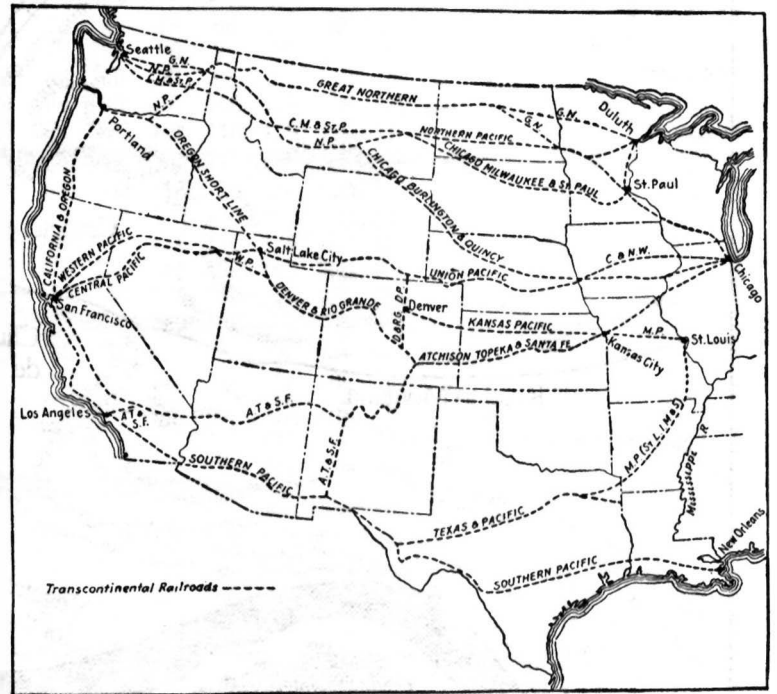 Seattle
G.N.
N.P.
C.M.&ST.P.
N.P.
GREAT NORTHERN
G.N.
G.N.
Duluth
Portland
C.M.&ST.P.
N.P.
NORTHERN PACIFIC
CHICAGO MILWAUKEE & ST. PAUL
St. Paul
OREGON SHORT LINE
CHICAGO BURLINGTON & QUINCY
CALIFORNIA & OREGON
WESTERN PACIFIC
CENTRAL PACIFIC
San Francisco
Salt Lake City
W.P.
UNION PACIFIC
C & N.W.
Chicago
DENVER & RIO GRANDE
D.&R.G.
D.P.
Denver
KANSAS PACIFIC
M.P.
St. Louis
Kansas City
ATCHISON TOPEKA & SANTA FE
Los Angeles
A.T.&
S.F.
A.T.& S.F.
A.T.& S.F.
M.P. (ST. L. I. M & S)
MISSISSIPPI R
SOUTHERN PACIFIC
TEXAS & PACIFIC
SOUTHERN PACIFIC
New Orleans
Transcontinental Railroads